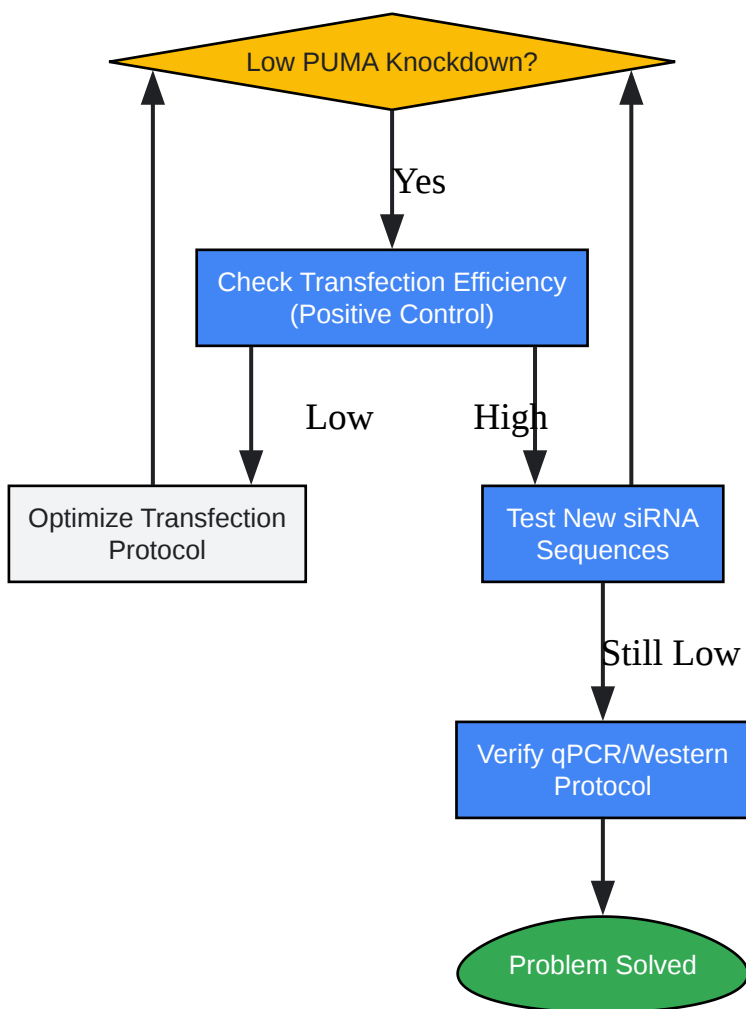 Low PUMA Knockdown?
Yes
Check Transfection Efficiency
(Positive Control)
Low
High
Optimize Transfection
Protocol
Test New siRNA
Sequences
Still Low
Verify qPCR/Western
Protocol
Problem Solved